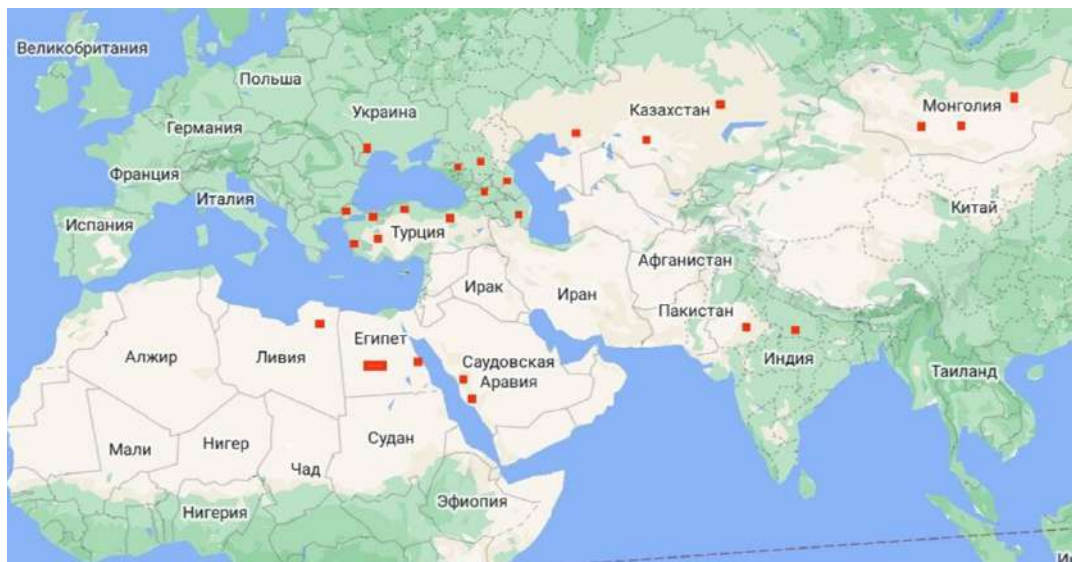 Великобритания
Польша
Украина
Германия
Франция
Италия
Испания
Турция
Казахстан
Монголия
Китай
Афганистан
Ирак
Иран
Пакистан
Индия
Таиланд
Алжир
Ливия
Египет
Саудовская
Аравия
Мали
Нигер
Чад
Судан
Нигерия
Эфиопия